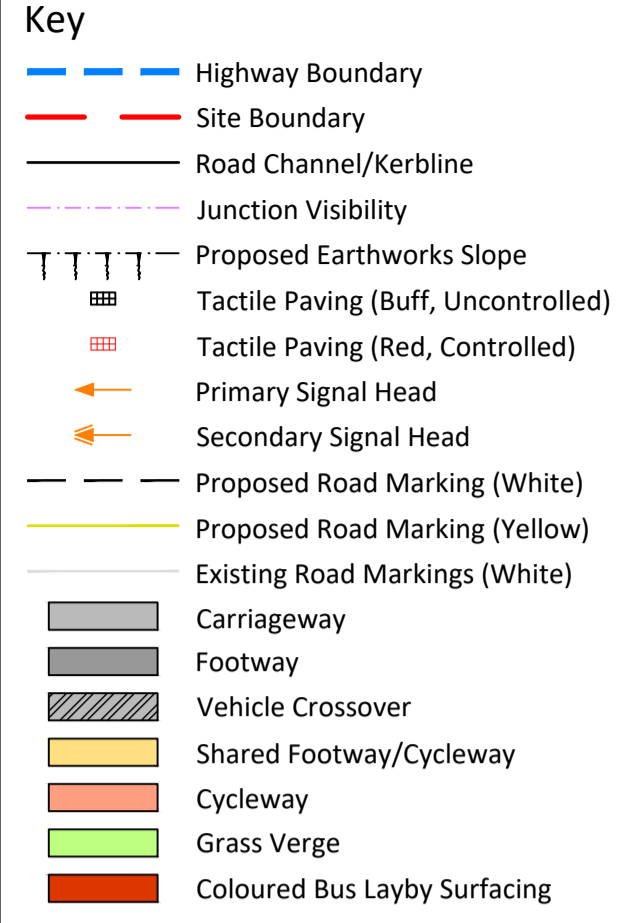 Key
Highway Boundary
Site Boundary
Road Channel/Kerbline
Junction Visibility
Proposed Earthworks Slope
Tactile Paving (Buff, Uncontrolled)
Tactile Paving (Red, Controlled)
Primary Signal Head
Secondary Signal Head
Proposed Road Marking (White)
Proposed Road Marking (Yellow)
Existing Road Markings (White)
Carriageway
Footway
Vehicle Crossover
Shared Footway/Cycleway
Cycleway
Grass Verge
Coloured Bus Layby Surfacing